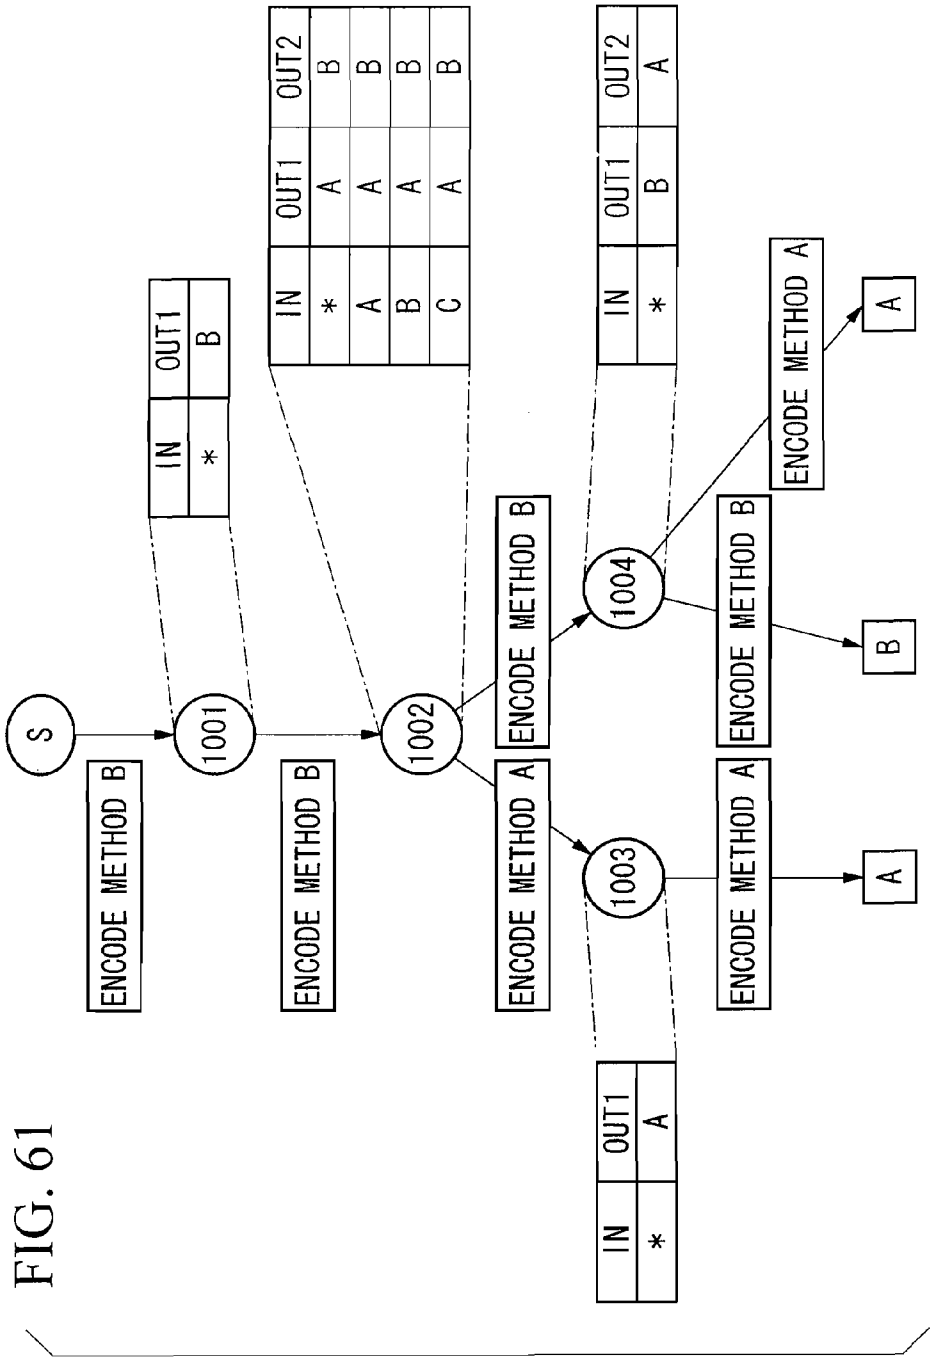 FIG. 61
S
ENCODE METHOD B
1001
IN OUT1
* B
ENCODE METHOD B
1002
IN OUT1 OUT2
* A B
A A B
B A B
C A B
ENCODE METHOD A
ENCODE METHOD B
IN OUT1
* A
1003
1004
IN OUT1 OUT2
* B A
ENCODE METHOD A
ENCODE METHOD B
ENCODE METHOD A
A
B
A